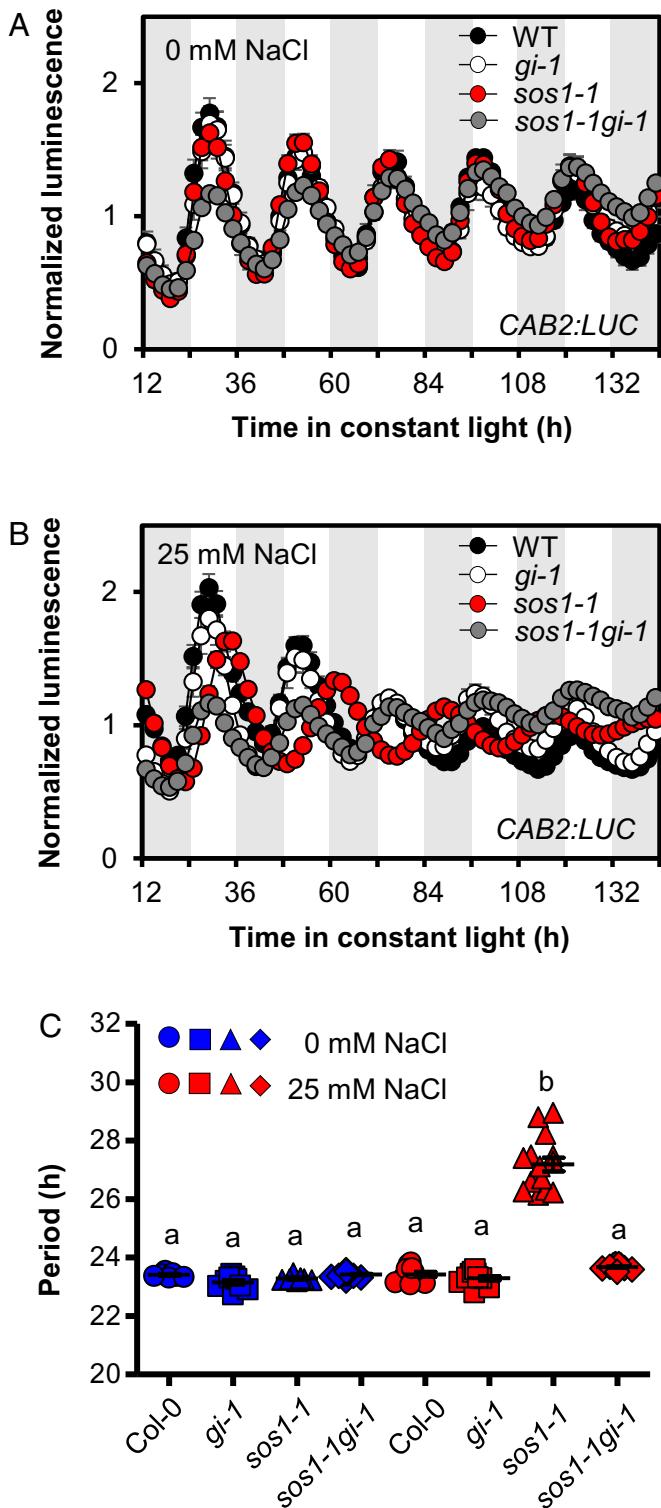 A
0 mM NaCl
WT
gi-1
sos1-1
sos1-1gi-1
Normalized luminescence
2
1
0
CAB2:LUC
12 36 60 84 108 132
Time in constant light (h)
B
25 mM NaCl
WT
gi-1
sos1-1
sos1-1gi-1
Normalized luminescence
2
1
0
CAB2:LUC
12 36 60 84 108 132
Time in constant light (h)
C
0 mM NaCl
25 mM NaCl
Period (h)
32
30
28
26
24
22
20
b
a a a a a a a
Col-0 gi-1 sos1-1 sos1-1gi-1 Col-0 gi-1 sos1-1 sos1-1gi-1